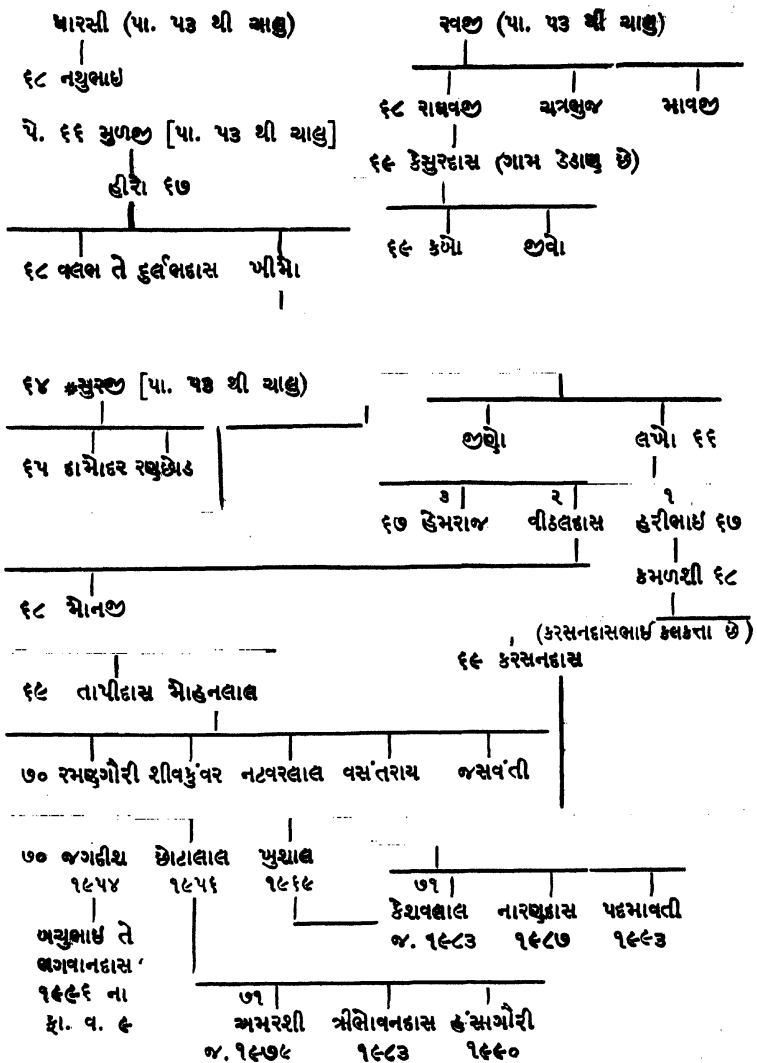 ધારસી (પા. ૫૩ થી ચાલુ)
૬૮ નથુભાઇ
રવજી (પા. ૫૩ થી ચાલુ)
૬૮ રાઘવજી ચત્રભુજ માવજી
૬૯ કેસુરદાસ (ગામ ડેઢાણ છે)
૬૯ કબો જીવો
પે. ૬૬ મુળજી [પા. ૫૩ થી ચાલુ]
હીરો ૬૭
૬૮ વલભ તે દુર્લભદાસ ખીમો
૬૪ *સુરજી [પા. ૫૩ થી ચાલુ)
૬૫ દામોદર રણછોડ
જીણો લખો ૬૬
૩ ૨ ૧
૬૭ હેમરાજ વીઠલદાસ હરીભાઇ ૬૭
કમળશી ૬૮
૬૮ મોનજી
(કરસનદાસભાઈ કલકત્તા છે)
૬૯ કરસનદાસ
૬૯ તાપીદાસ મોહનલાલ
૭૦ રમણગૌરી શીવકુંવર નટવરલાલ વસંતરાય જસવંતી
૭૦ જગદીશ છોટાલાલ ખુશાલ
૧૯૫૪ ૧૯૫૬ ૧૯૬૯
૭૧
કેશવલાલ નારણદાસ પદમાવતી
જ. ૧૯૮૩ ૧૯૮૭ ૧૯૯૩
બચુભાઇ તે
ભગવાનદાસ
૧૯૯૬ ના
ફા. વ. ૯
૭૧
અમરશી ત્રીભોવનદાસ હંસાગૌરી
જ. ૧૯૭૯ ૧૯૮૩ ૧૯૯૦